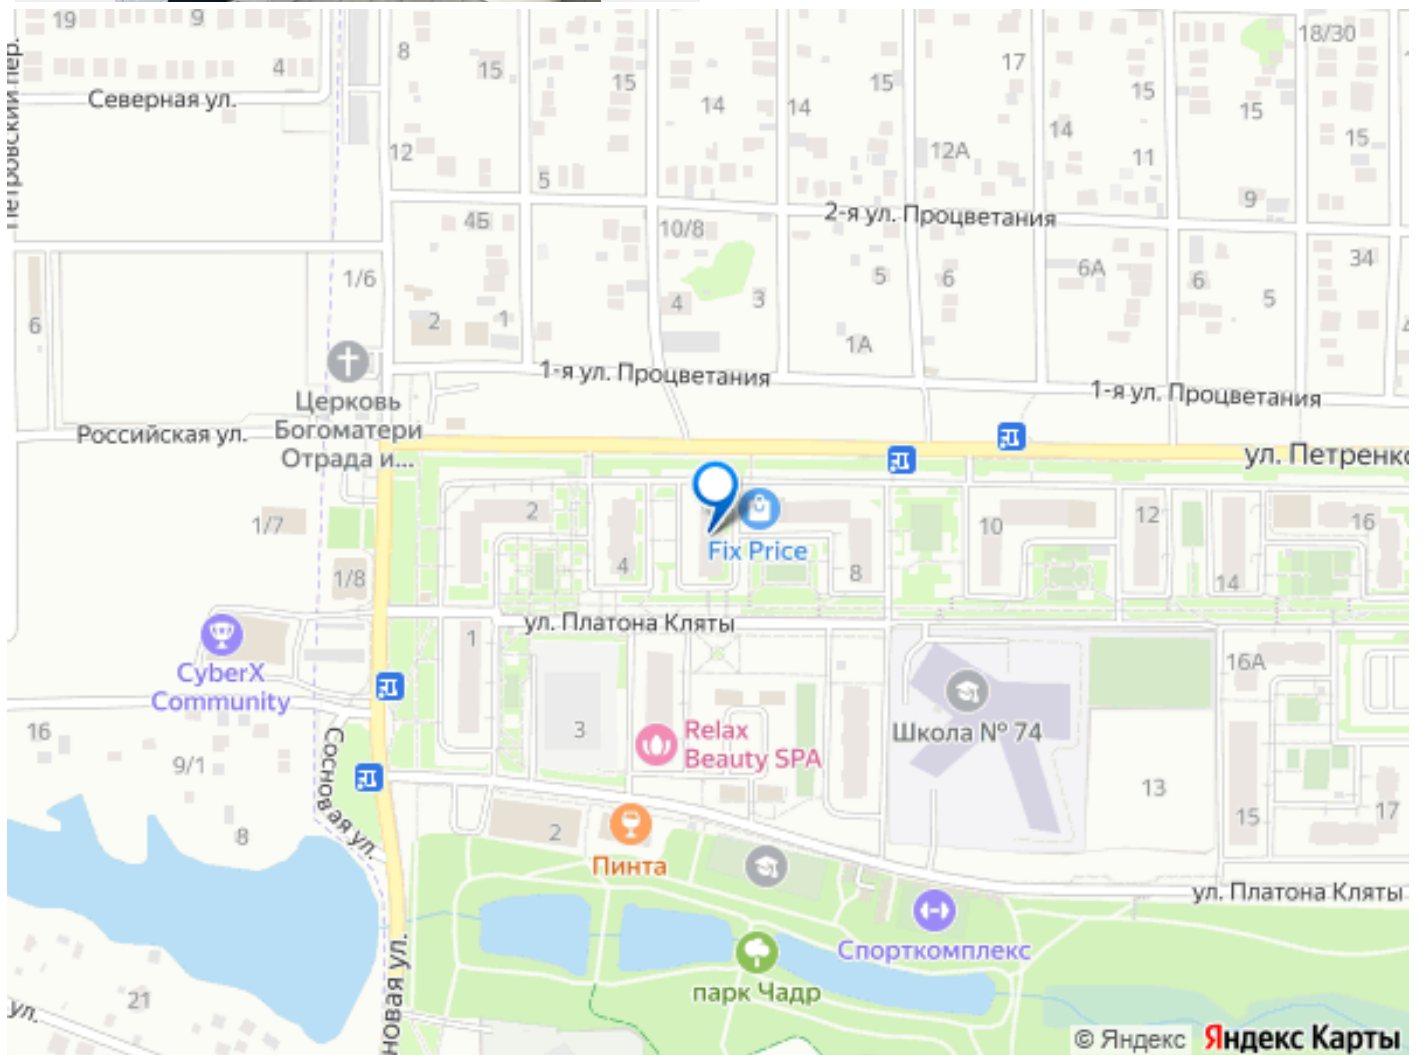 19
9
4
Северная ул.
Петровский пер.
8
15
12
5
15
14
14
15
17
14
12А
15
11
18/30
15
15
9
2-я ул. Процветания
4Б
10/8
1/6
6
2
1
4
3
5
1А
6
6А
6
5
34
1-я ул. Процветания
1-я ул. Процветания
Церковь
Богоматери
Отрада и...
Российская ул.
ул. Петренко
1/7
1/8
2
4
Fix Price
8
10
12
14
16
ул. Платона Кляты
1
CyberX
Community
16
9/1
8
Сосновая ул.
3
Relax
Beauty SPA
Школа № 74
16А
13
15
17
2
Пинта
ул. Платона Кляты
Спорткомплекс
парк Чадр
21
ул.
новая ул.
© Яндекс Яндекс Карты